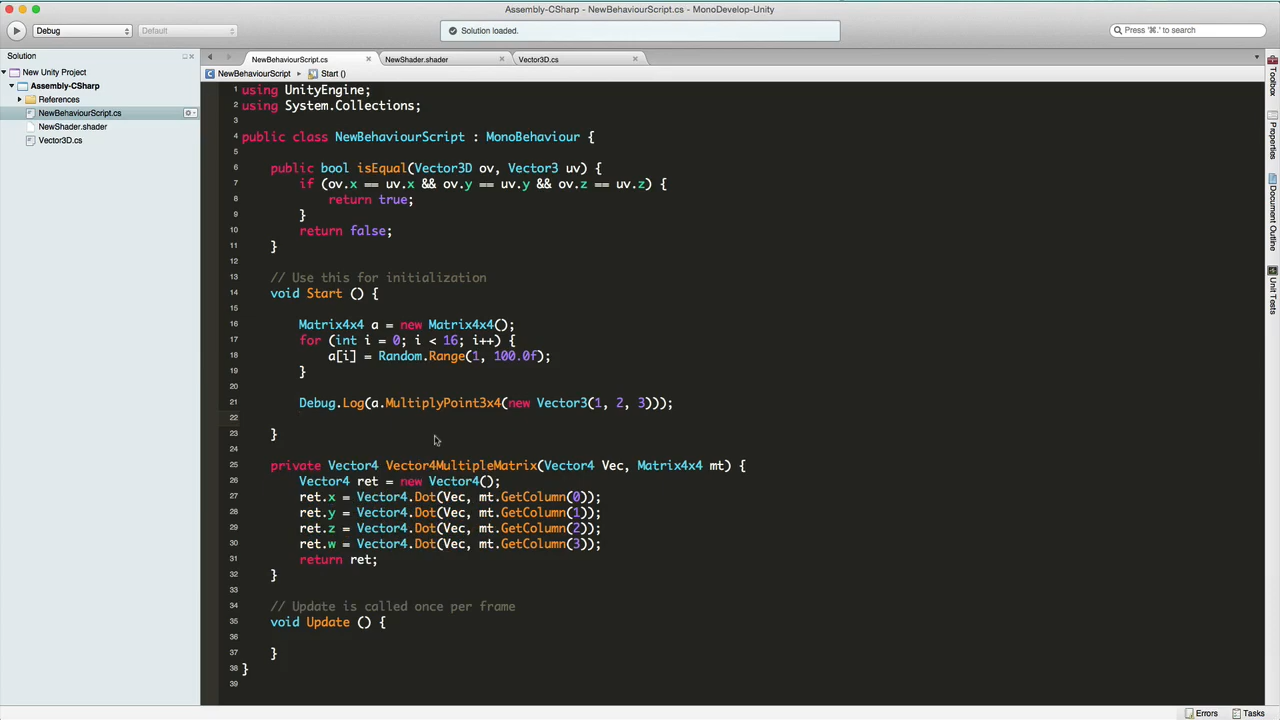 Assembly-CSharp - NewBehaviourScript.cs - MonoDevelop-Unity
Debug
Default
Solution loaded.
Press '⌘.' to search
Solution
NewBehaviourScript.cs
NewShader.shader
Vector3D.cs
New Unity Project
Assembly-CSharp
References
NewBehaviourScript.cs
NewShader.shader
Vector3D.cs
NewBehaviourScript
Start ()
1 using UnityEngine;
2 using System.Collections;
3
4 public class NewBehaviourScript : MonoBehaviour {
5
6 public bool isEqual(Vector3D ov, Vector3 uv) {
7 if (ov.x == uv.x && ov.y == uv.y && ov.z == uv.z) {
8 return true;
9 }
10 return false;
11 }
12
13 // Use this for initialization
14 void Start () {
15
16 Matrix4x4 a = new Matrix4x4();
17 for (int i = 0; i < 16; i++) {
18 a[i] = Random.Range(1, 100.0f);
19 }
20
21 Debug.Log(a.MultiplyPoint3x4(new Vector3(1, 2, 3)));
22
23 }
24
25 private Vector4 Vector4MultipleMatrix(Vector4 Vec, Matrix4x4 mt) {
26 Vector4 ret = new Vector4();
27 ret.x = Vector4.Dot(Vec, mt.GetColumn(0));
28 ret.y = Vector4.Dot(Vec, mt.GetColumn(1));
29 ret.z = Vector4.Dot(Vec, mt.GetColumn(2));
30 ret.w = Vector4.Dot(Vec, mt.GetColumn(3));
31 return ret;
32 }
33
34 // Update is called once per frame
35 void Update () {
36
37 }
38 }
39
Toolbox
Properties
Document Outline
Unit Tests
Errors
Tasks